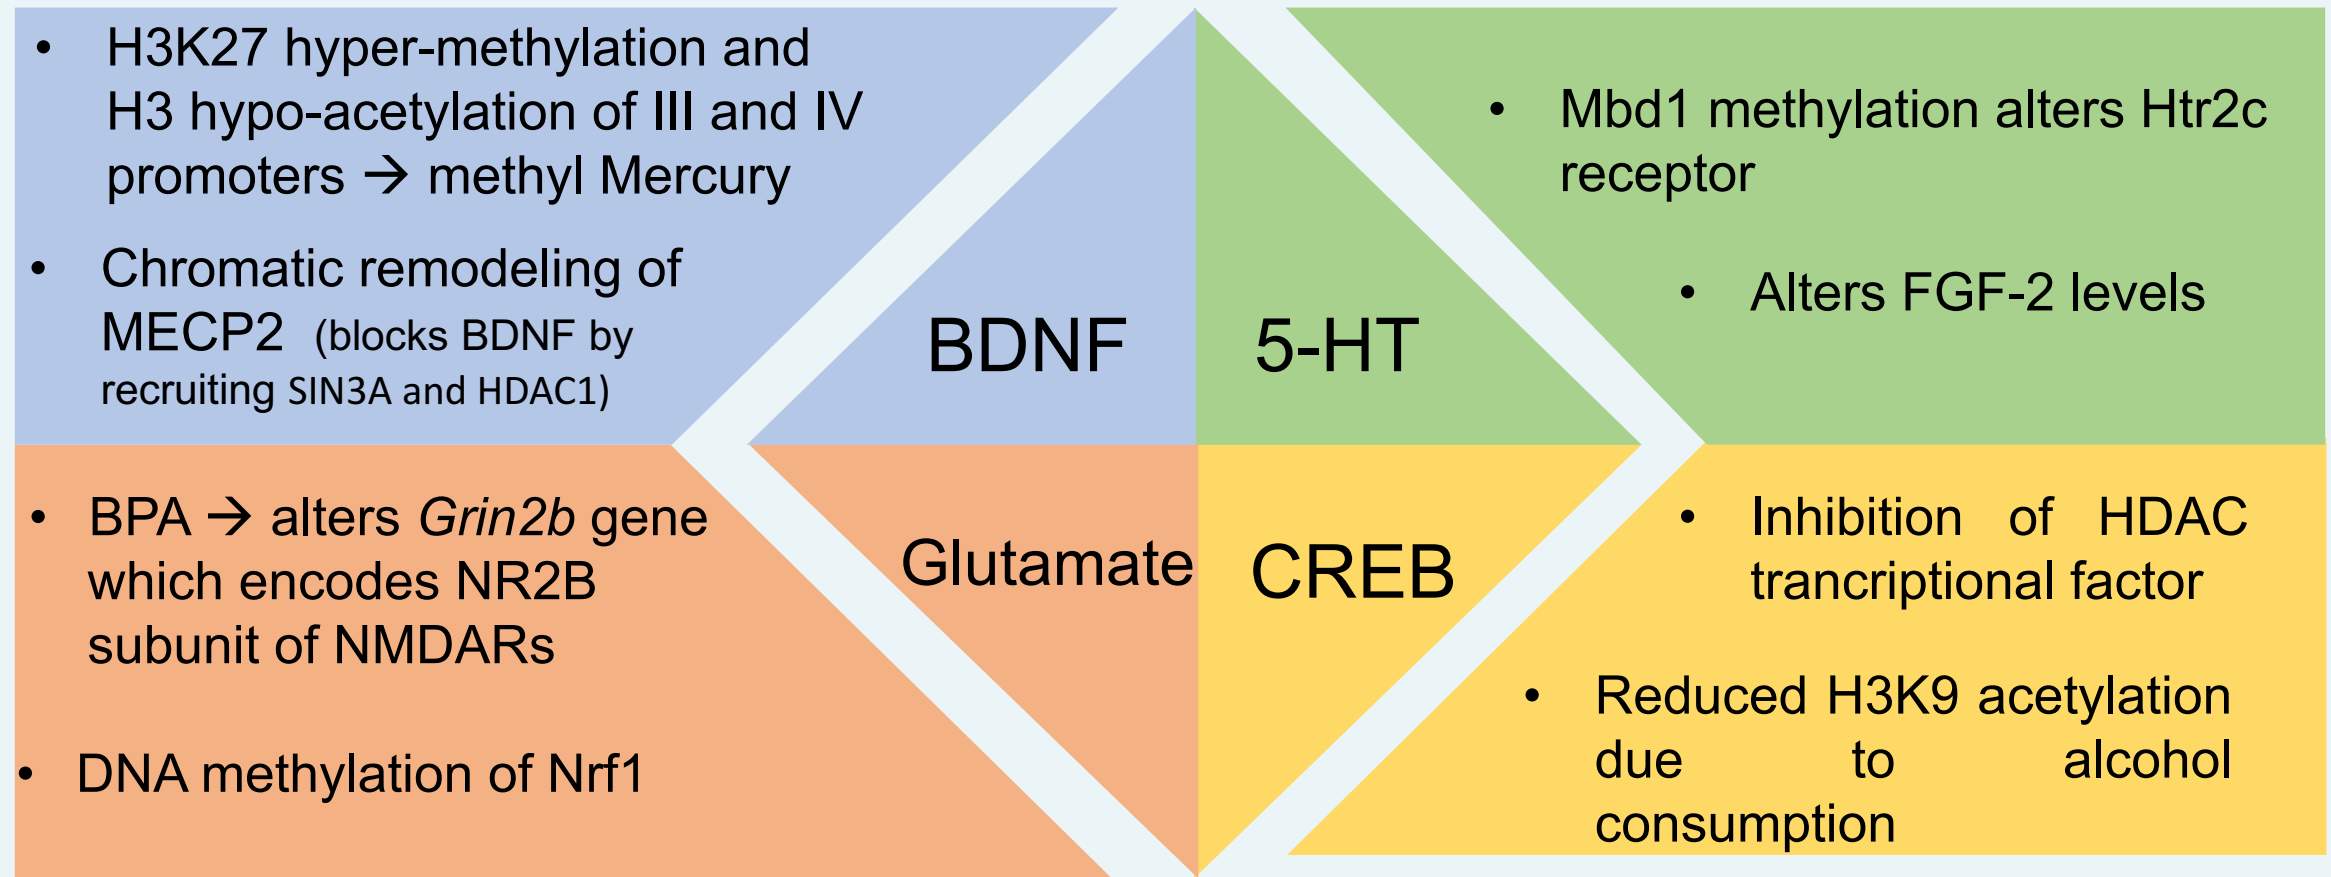 • H3K27 hyper-methylation and
H3 hypo-acetylation of III and IV
promoters → methyl Mercury
• Chromatic remodeling of
MECP2 (blocks BDNF by
recruiting SIN3A and HDAC1)
BDNF
5-HT
• Mbd1 methylation alters Htr2c
receptor
• Alters FGF-2 levels
• BPA → alters Grin2b gene
which encodes NR2B
subunit of NMDARs
• DNA methylation of Nrf1
Glutamate
CREB
• Inhibition of HDAC
trancriptional factor
• Reduced H3K9 acetylation
due to alcohol
consumption